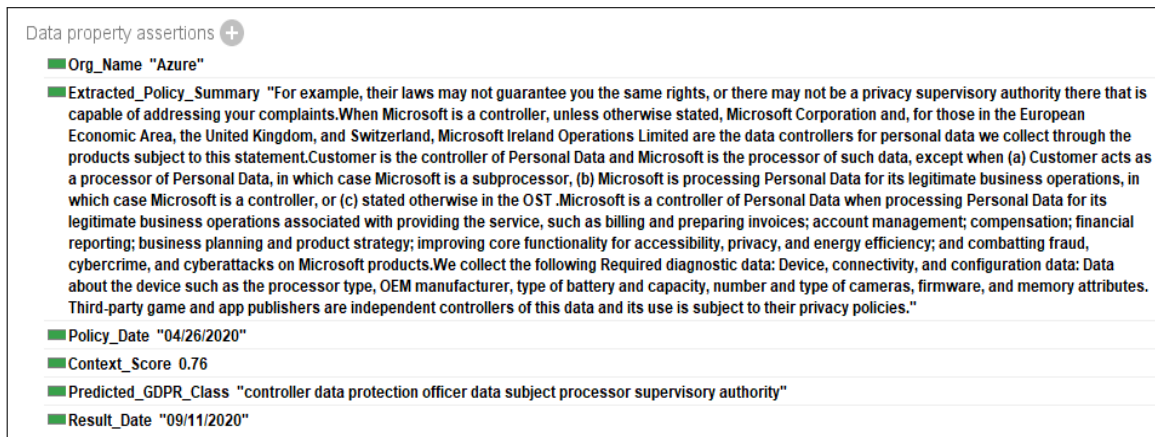 Data property assertions
Org_Name "Azure"
Extracted_Policy_Summary "For example, their laws may not guarantee you the same rights, or there may not be a privacy supervisory authority there that is
capable of addressing your complaints.When Microsoft is a controller, unless otherwise stated, Microsoft Corporation and, for those in the European
Economic Area, the United Kingdom, and Switzerland, Microsoft Ireland Operations Limited are the data controllers for personal data we collect through the
products subject to this statement.Customer is the controller of Personal Data and Microsoft is the processor of such data, except when (a) Customer acts as
a processor of Personal Data, in which case Microsoft is a subprocessor, (b) Microsoft is processing Personal Data for its legitimate business operations, in
which case Microsoft is a controller, or (c) stated otherwise in the OST .Microsoft is a controller of Personal Data when processing Personal Data for its
legitimate business operations associated with providing the service, such as billing and preparing invoices; account management; compensation; financial
reporting; business planning and product strategy; improving core functionality for accessibility, privacy, and energy efficiency; and combatting fraud,
cybercrime, and cyberattacks on Microsoft products.We collect the following Required diagnostic data: Device, connectivity, and configuration data: Data
about the device such as the processor type, OEM manufacturer, type of battery and capacity, number and type of cameras, firmware, and memory attributes.
Third-party game and app publishers are independent controllers of this data and its use is subject to their privacy policies."
Policy_Date "04/26/2020"
Context_Score 0.76
Predicted_GDPR_Class "controller data protection officer data subject processor supervisory authority"
Result_Date "09/11/2020"